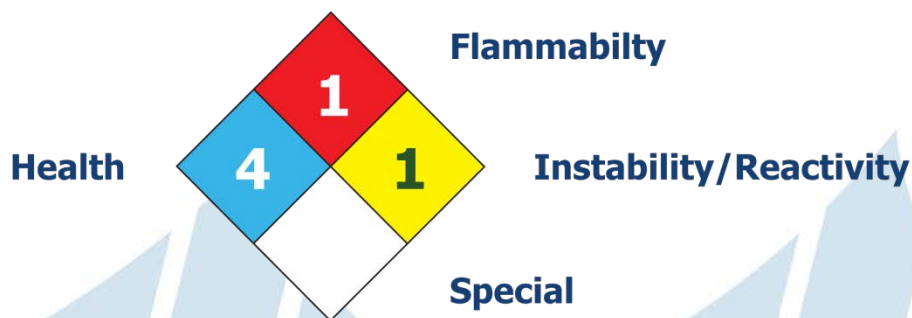 Flammabilty
1
Health
4
1
Instability/Reactivity
Special